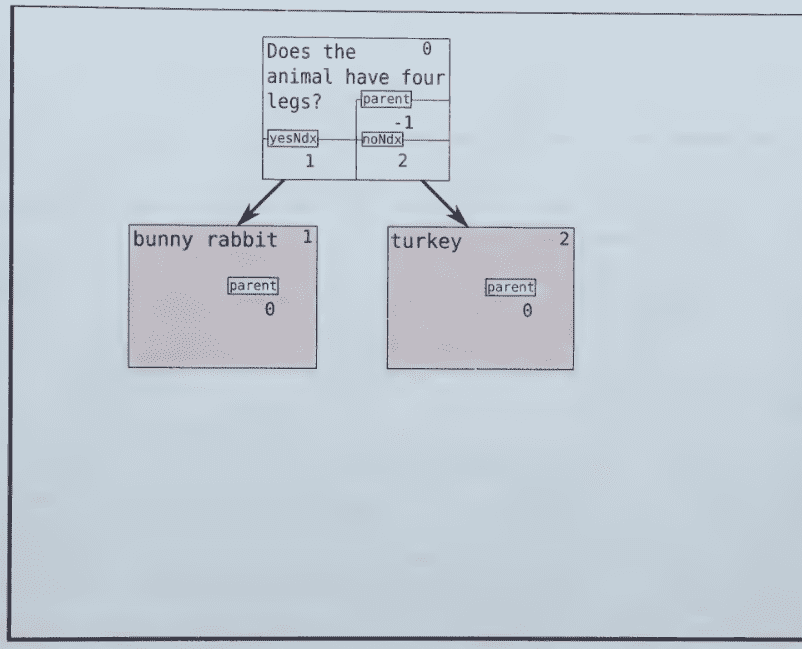 Does the 0
animal have four
legs? parent
-1
yesNdx noNdx
1 2
bunny rabbit 1
parent
0
turkey 2
parent
0